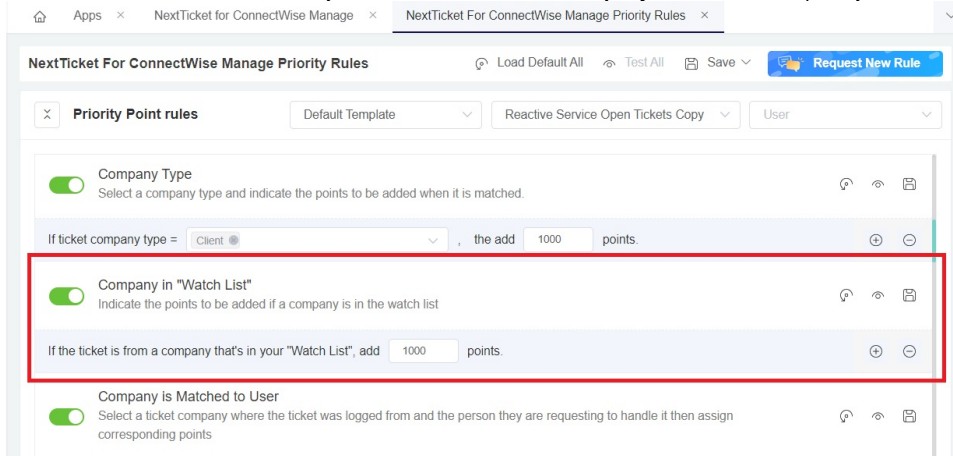 Apps × NextTicket for ConnectWise Manage × NextTicket For ConnectWise Manage Priority Rules ×
NextTicket For ConnectWise Manage Priority Rules Load Default All Test All Save Request New Rule
Priority Point rules Default Template Reactive Service Open Tickets Copy User
Company Type
Select a company type and indicate the points to be added when it is matched.
If ticket company type = Client , the add 1000 points.
Company in "Watch List"
Indicate the points to be added if a company is in the watch list
If the ticket is from a company that's in your "Watch List", add 1000 points.
Company is Matched to User
Select a ticket company where the ticket was logged from and the person they are requesting to handle it then assign
corresponding points